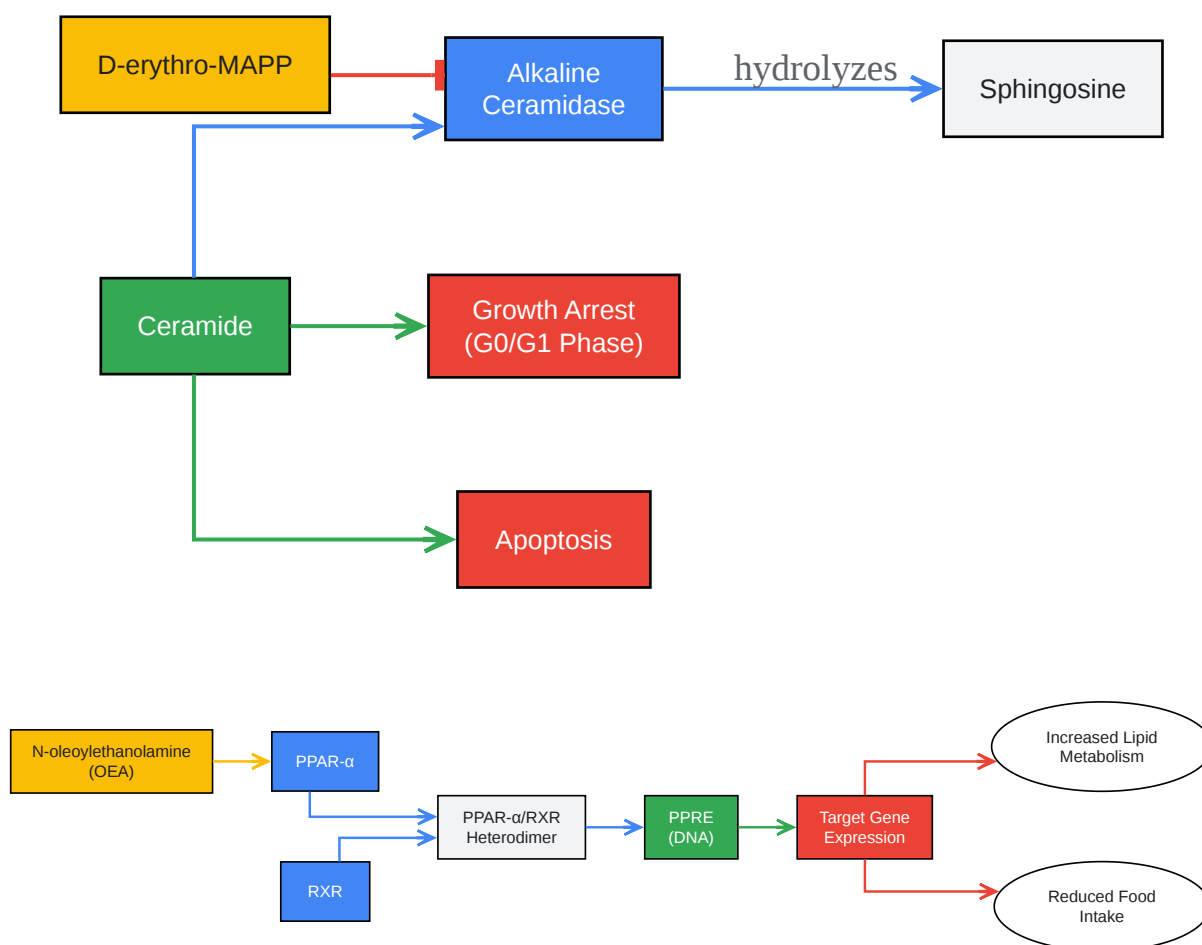 D-erythro-MAPP
Alkaline
Ceramidase
hydrolyzes
Sphingosine
Ceramide
Growth Arrest
(G0/G1 Phase)
Apoptosis
N-oleoylethanolamine
(OEA)
PPAR-α
RXR
PPAR-α/RXR
Heterodimer
PPRE
(DNA)
Target Gene
Expression
Increased Lipid
Metabolism
Reduced Food
Intake